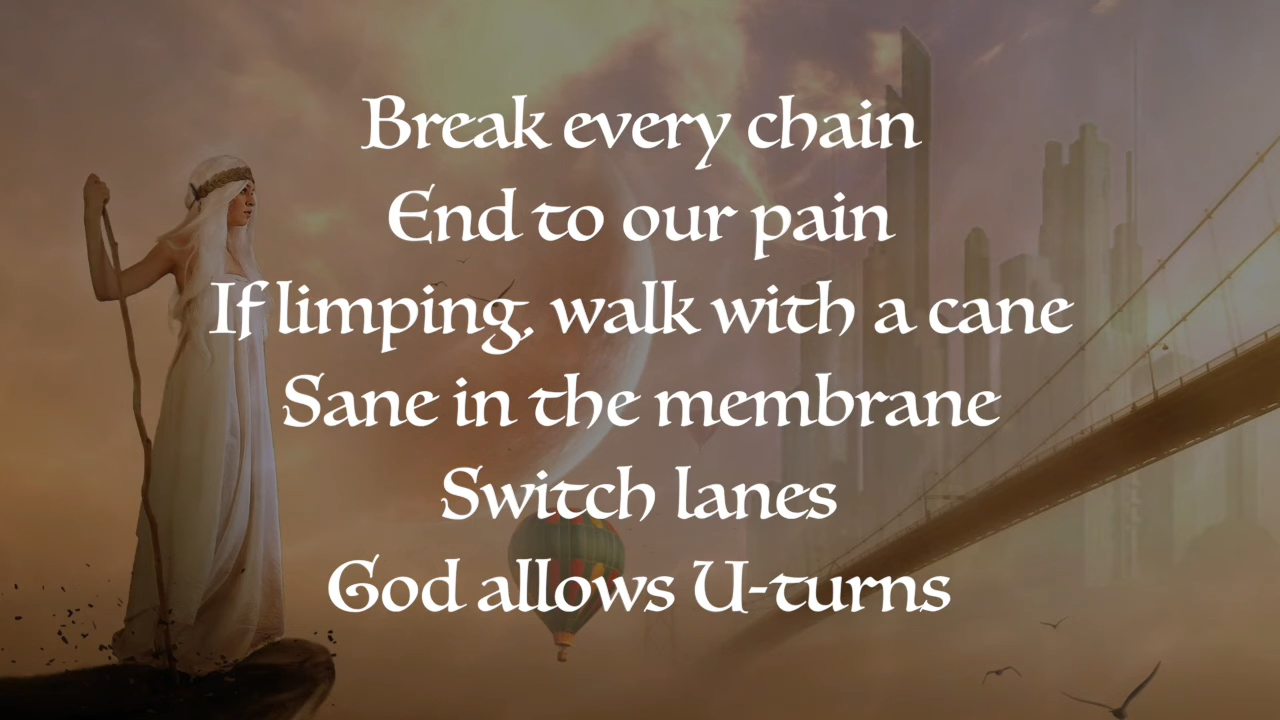 Break every chain
End to our pain
If limping, walk with a cane
Sane in the membrane
Switch lanes
God allows U-turns